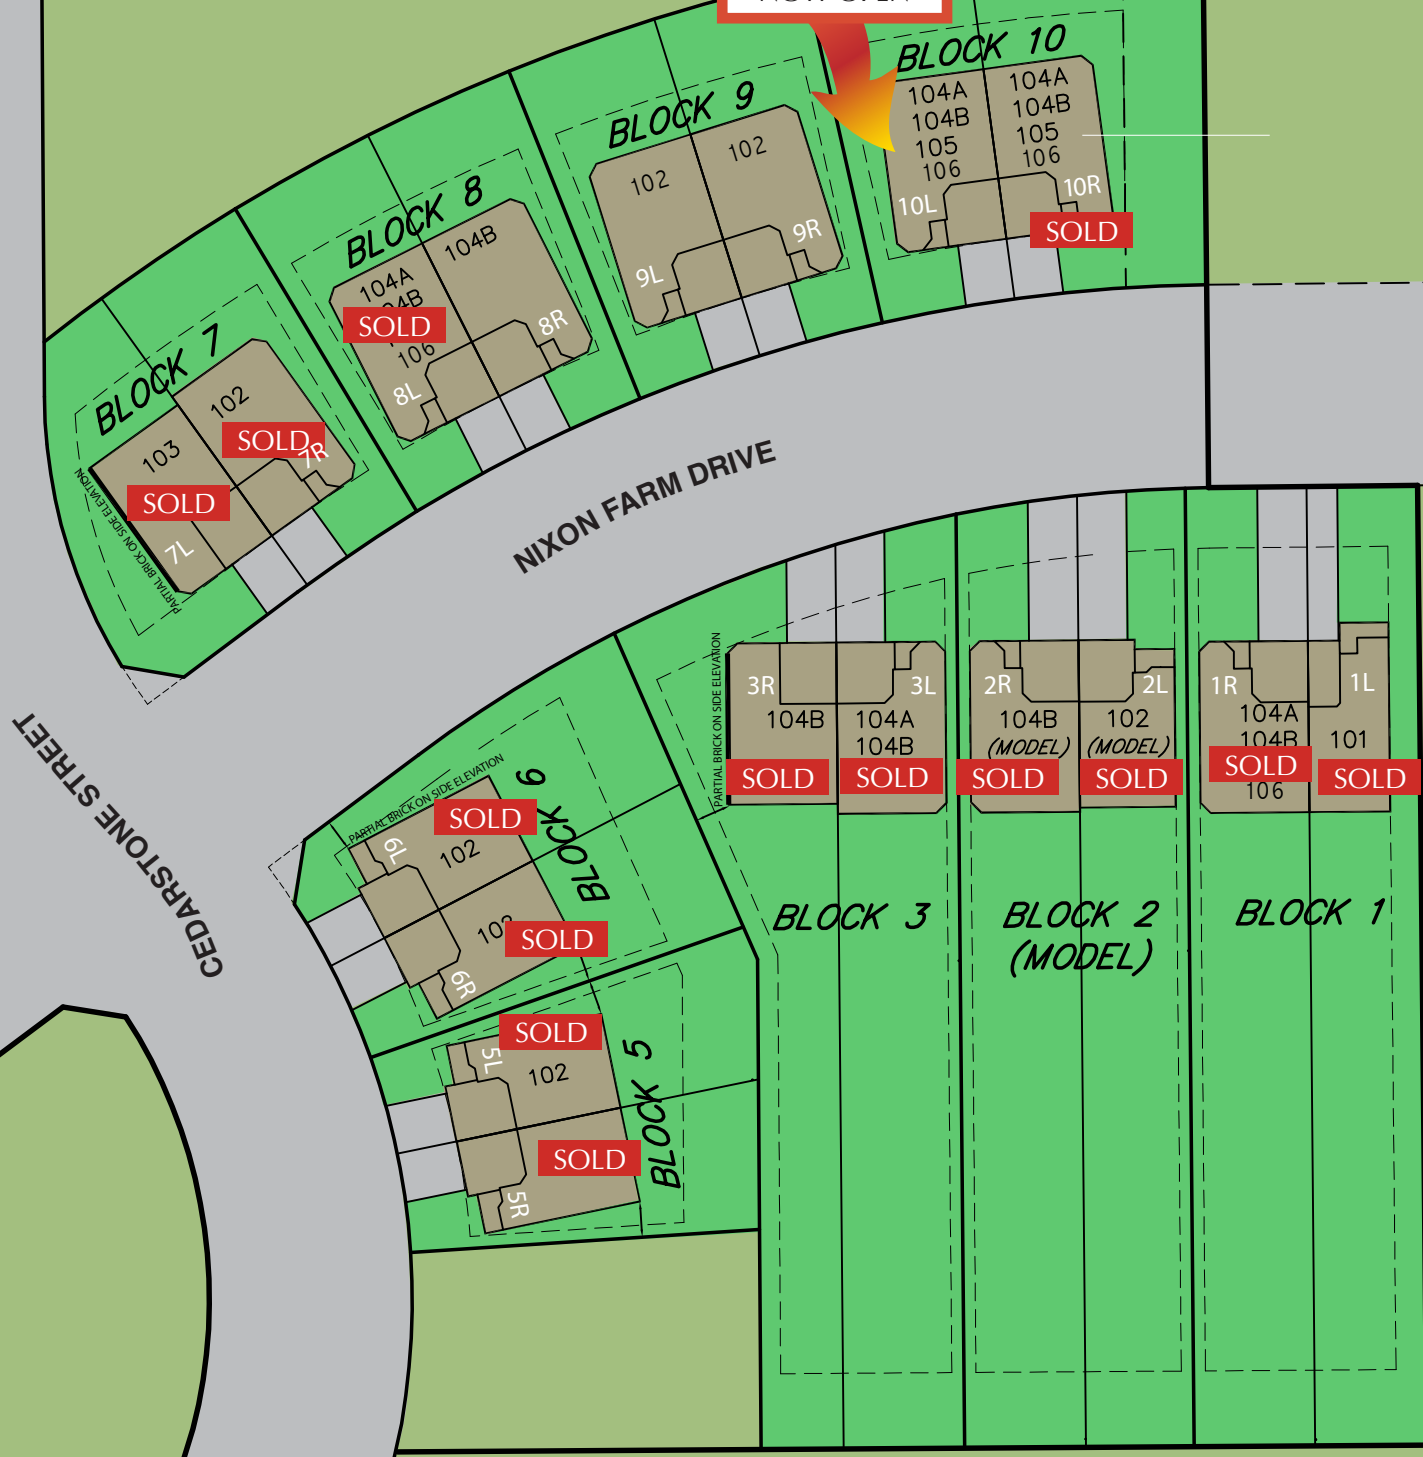 BLOCK 10
104A
104B
105
106
10L
104A
104B
105
106
10R
SOLD
BLOCK 9
102
102
9L
9R
BLOCK 8
104A
SOLD
106
8L
104B
8R
BLOCK 7
103
SOLD
7L
102
SOLD
7R
PARTIAL BRICK ON SIDE ELEVATION
NIXON FARM DRIVE
CEDARSTONE STREET
PARTIAL BRICK ON SIDE ELEVATION
3R
104B
SOLD
3L
104A
104B
SOLD
BLOCK 3
2R
104B
(MODEL)
SOLD
2L
102
(MODEL)
SOLD
BLOCK 2
(MODEL)
1R
104A
104B
SOLD
106
1L
101
SOLD
BLOCK 1
PARTIAL BRICK ON SIDE ELEVATION
BLOCK 6
6L
SOLD
102
SOLD
6R
BLOCK 5
5L
SOLD
102
SOLD
5R